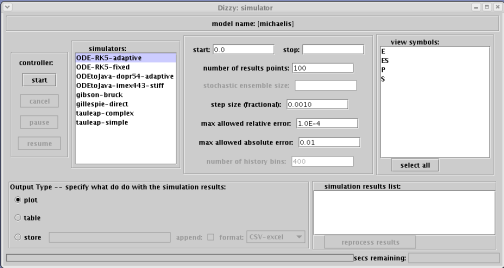 Dizzy: simulator
model name: [michaelis]
controller:
start
cancel
pause
resume
simulators:
ODE-RK5-adaptive
ODE-RK5-fixed
ODEtoJava-dopr54-adaptive
ODEtoJava-imex443-stiff
gibson-bruck
gillespie-direct
tauleap-complex
tauleap-simple
start: 0.0 stop:
number of results points: 100
stochastic ensemble size:
step size (fractional): 0.0010
max allowed relative error: 1.0E-4
max allowed absolute error: 0.01
number of history bins: 400
view symbols:
E
ES
P
S
select all
Output Type -- specify what do do with the simulation results:
plot
table
store append: format: CSV-excel
simulation results list:
reprocess results
secs remaining: